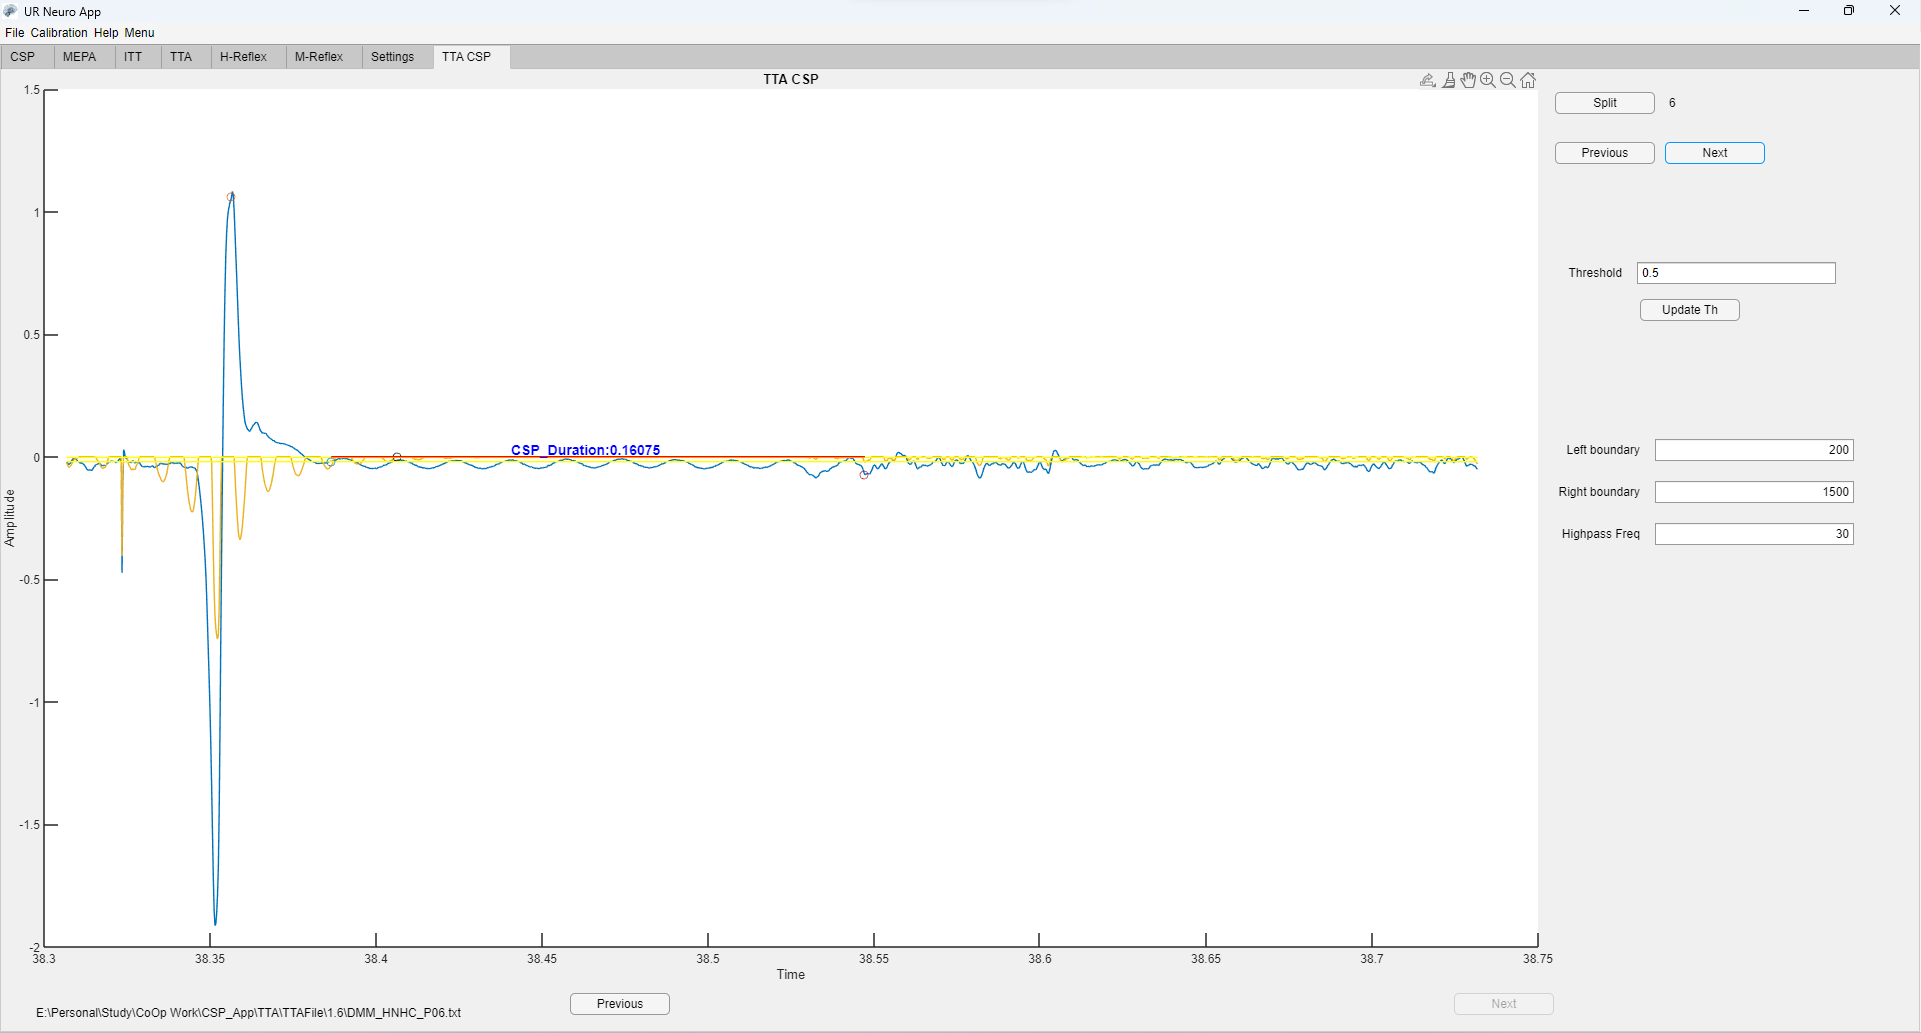 UR Neuro App
File Calibration Help Menu
CSP MEPA ITT TTA H-Reflex M-Reflex Settings TTA CSP
TTA CSP
1.5
1
0.5
0
-0.5
-1
-1.5
-2
Amplitude
CSP_Duration:0.16075
38.3 38.35 38.4 38.45 38.5 38.55 38.6 38.65 38.7 38.75
Time
Split 6
Previous Next
Threshold 0.5
Update Th
Left boundary 200
Right boundary 1500
Highpass Freq 30
Previous Next
E:\Personal\Study\CoOp Work\CSP_App\TTA\TTAFile\1.6\DMM_HNHC_P06.txt